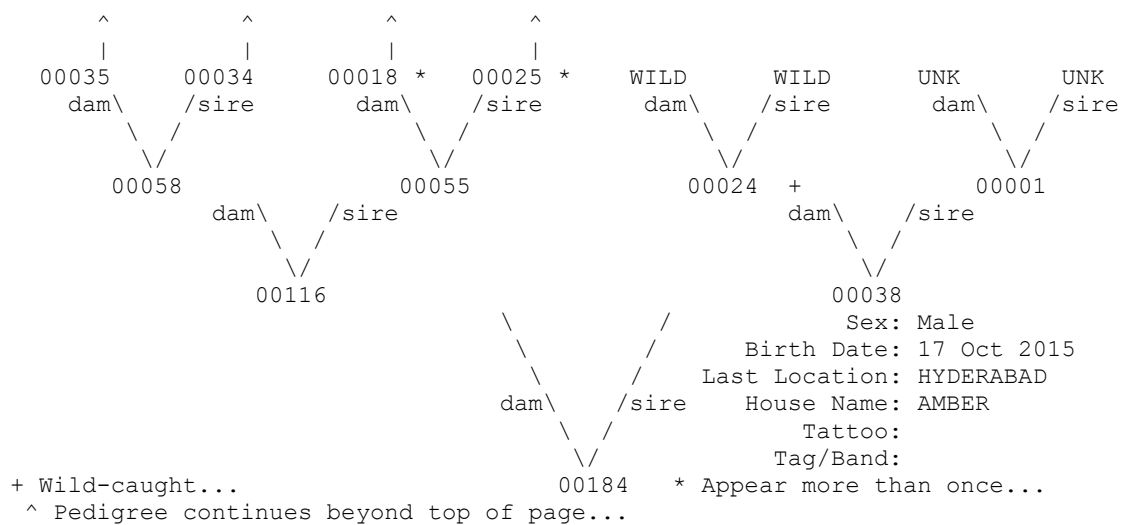 ^ ^ ^ ^
| | | |
00035 00034 00018 * 00025 * WILD WILD UNK UNK
dam\ /sire dam\ /sire dam\ /sire dam\ /sire
\ / \ / \ / \ /
\/ \/ \/ \/
00058 00055 00024 + 00001
dam\ /sire dam\ /sire
\ / \ /
\/ \/
00116 00038
\ / Sex: Male
\ / Birth Date: 17 Oct 2015
\ / Last Location: HYDERABAD
dam\ /sire House Name: AMBER
\ / Tattoo:
\/ Tag/Band:
+ Wild-caught... 00184 * Appear more than once...
^ Pedigree continues beyond top of page...